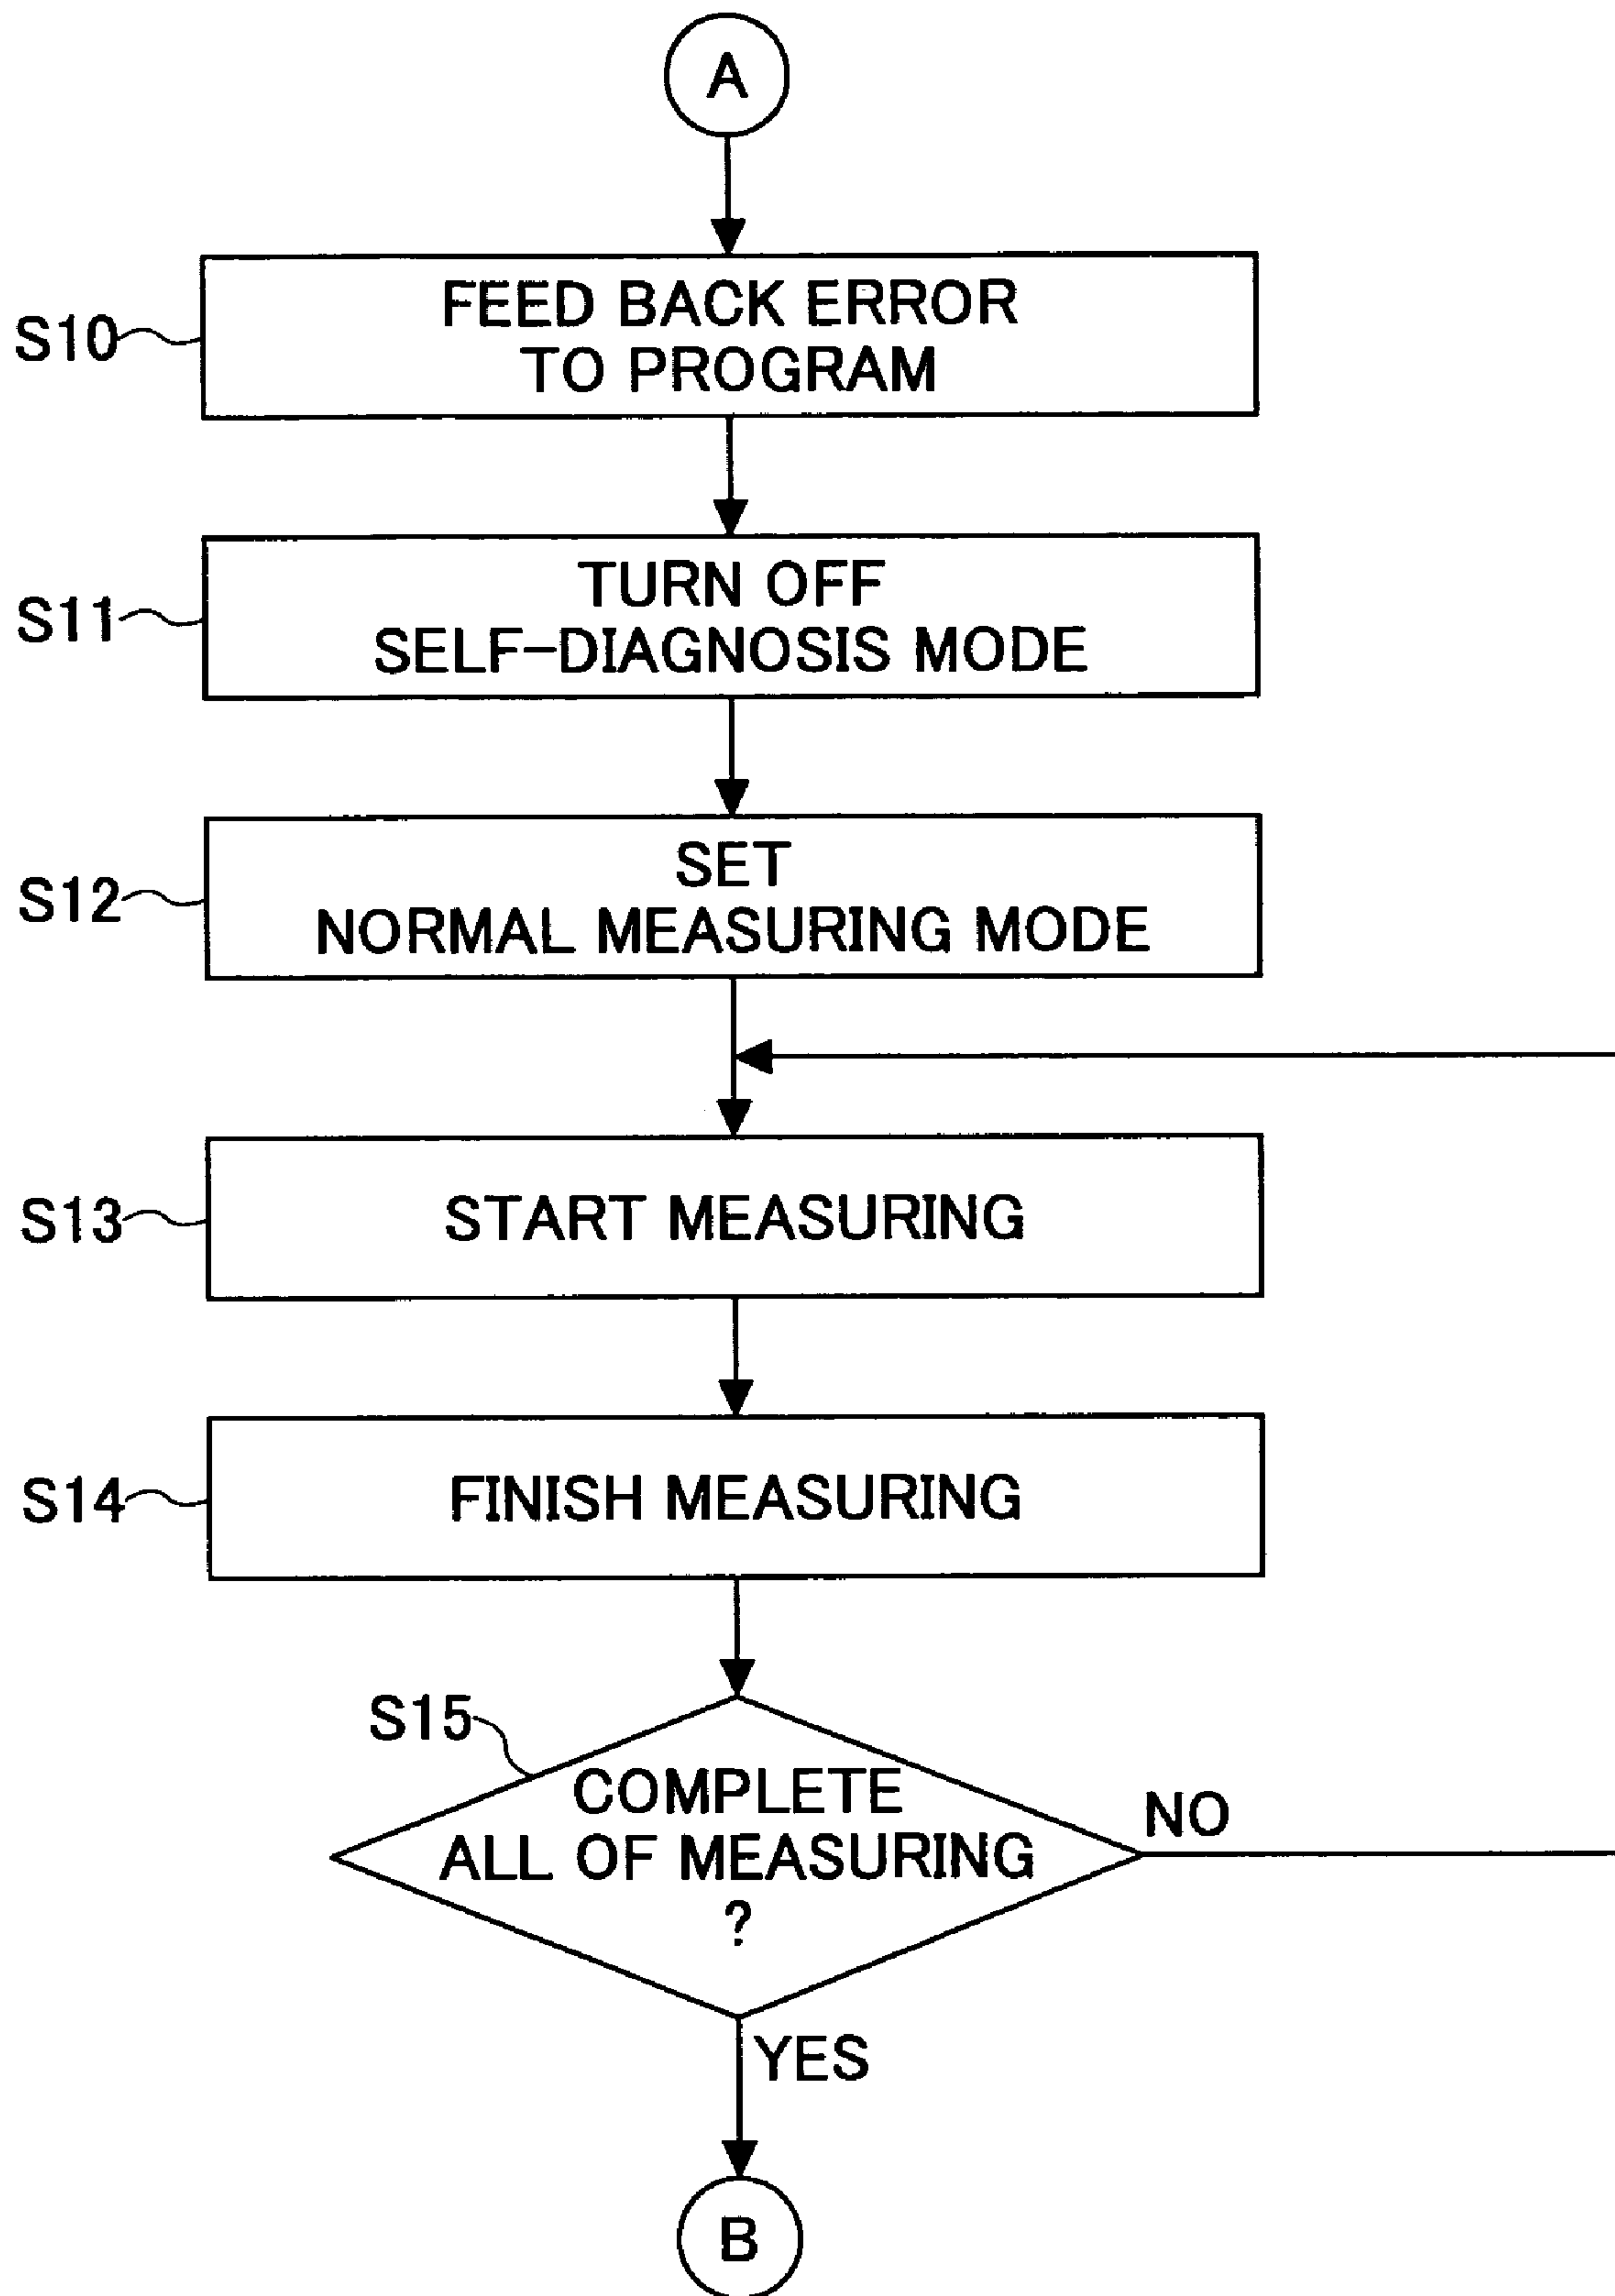 A
S10
FEED BACK ERROR
TO PROGRAM
S11
TURN OFF
SELF-DIAGNOSIS MODE
S12
SET
NORMAL MEASURING MODE
S13
START MEASURING
S14
FINISH MEASURING
S15
COMPLETE
ALL OF MEASURING
?
NO
YES
B